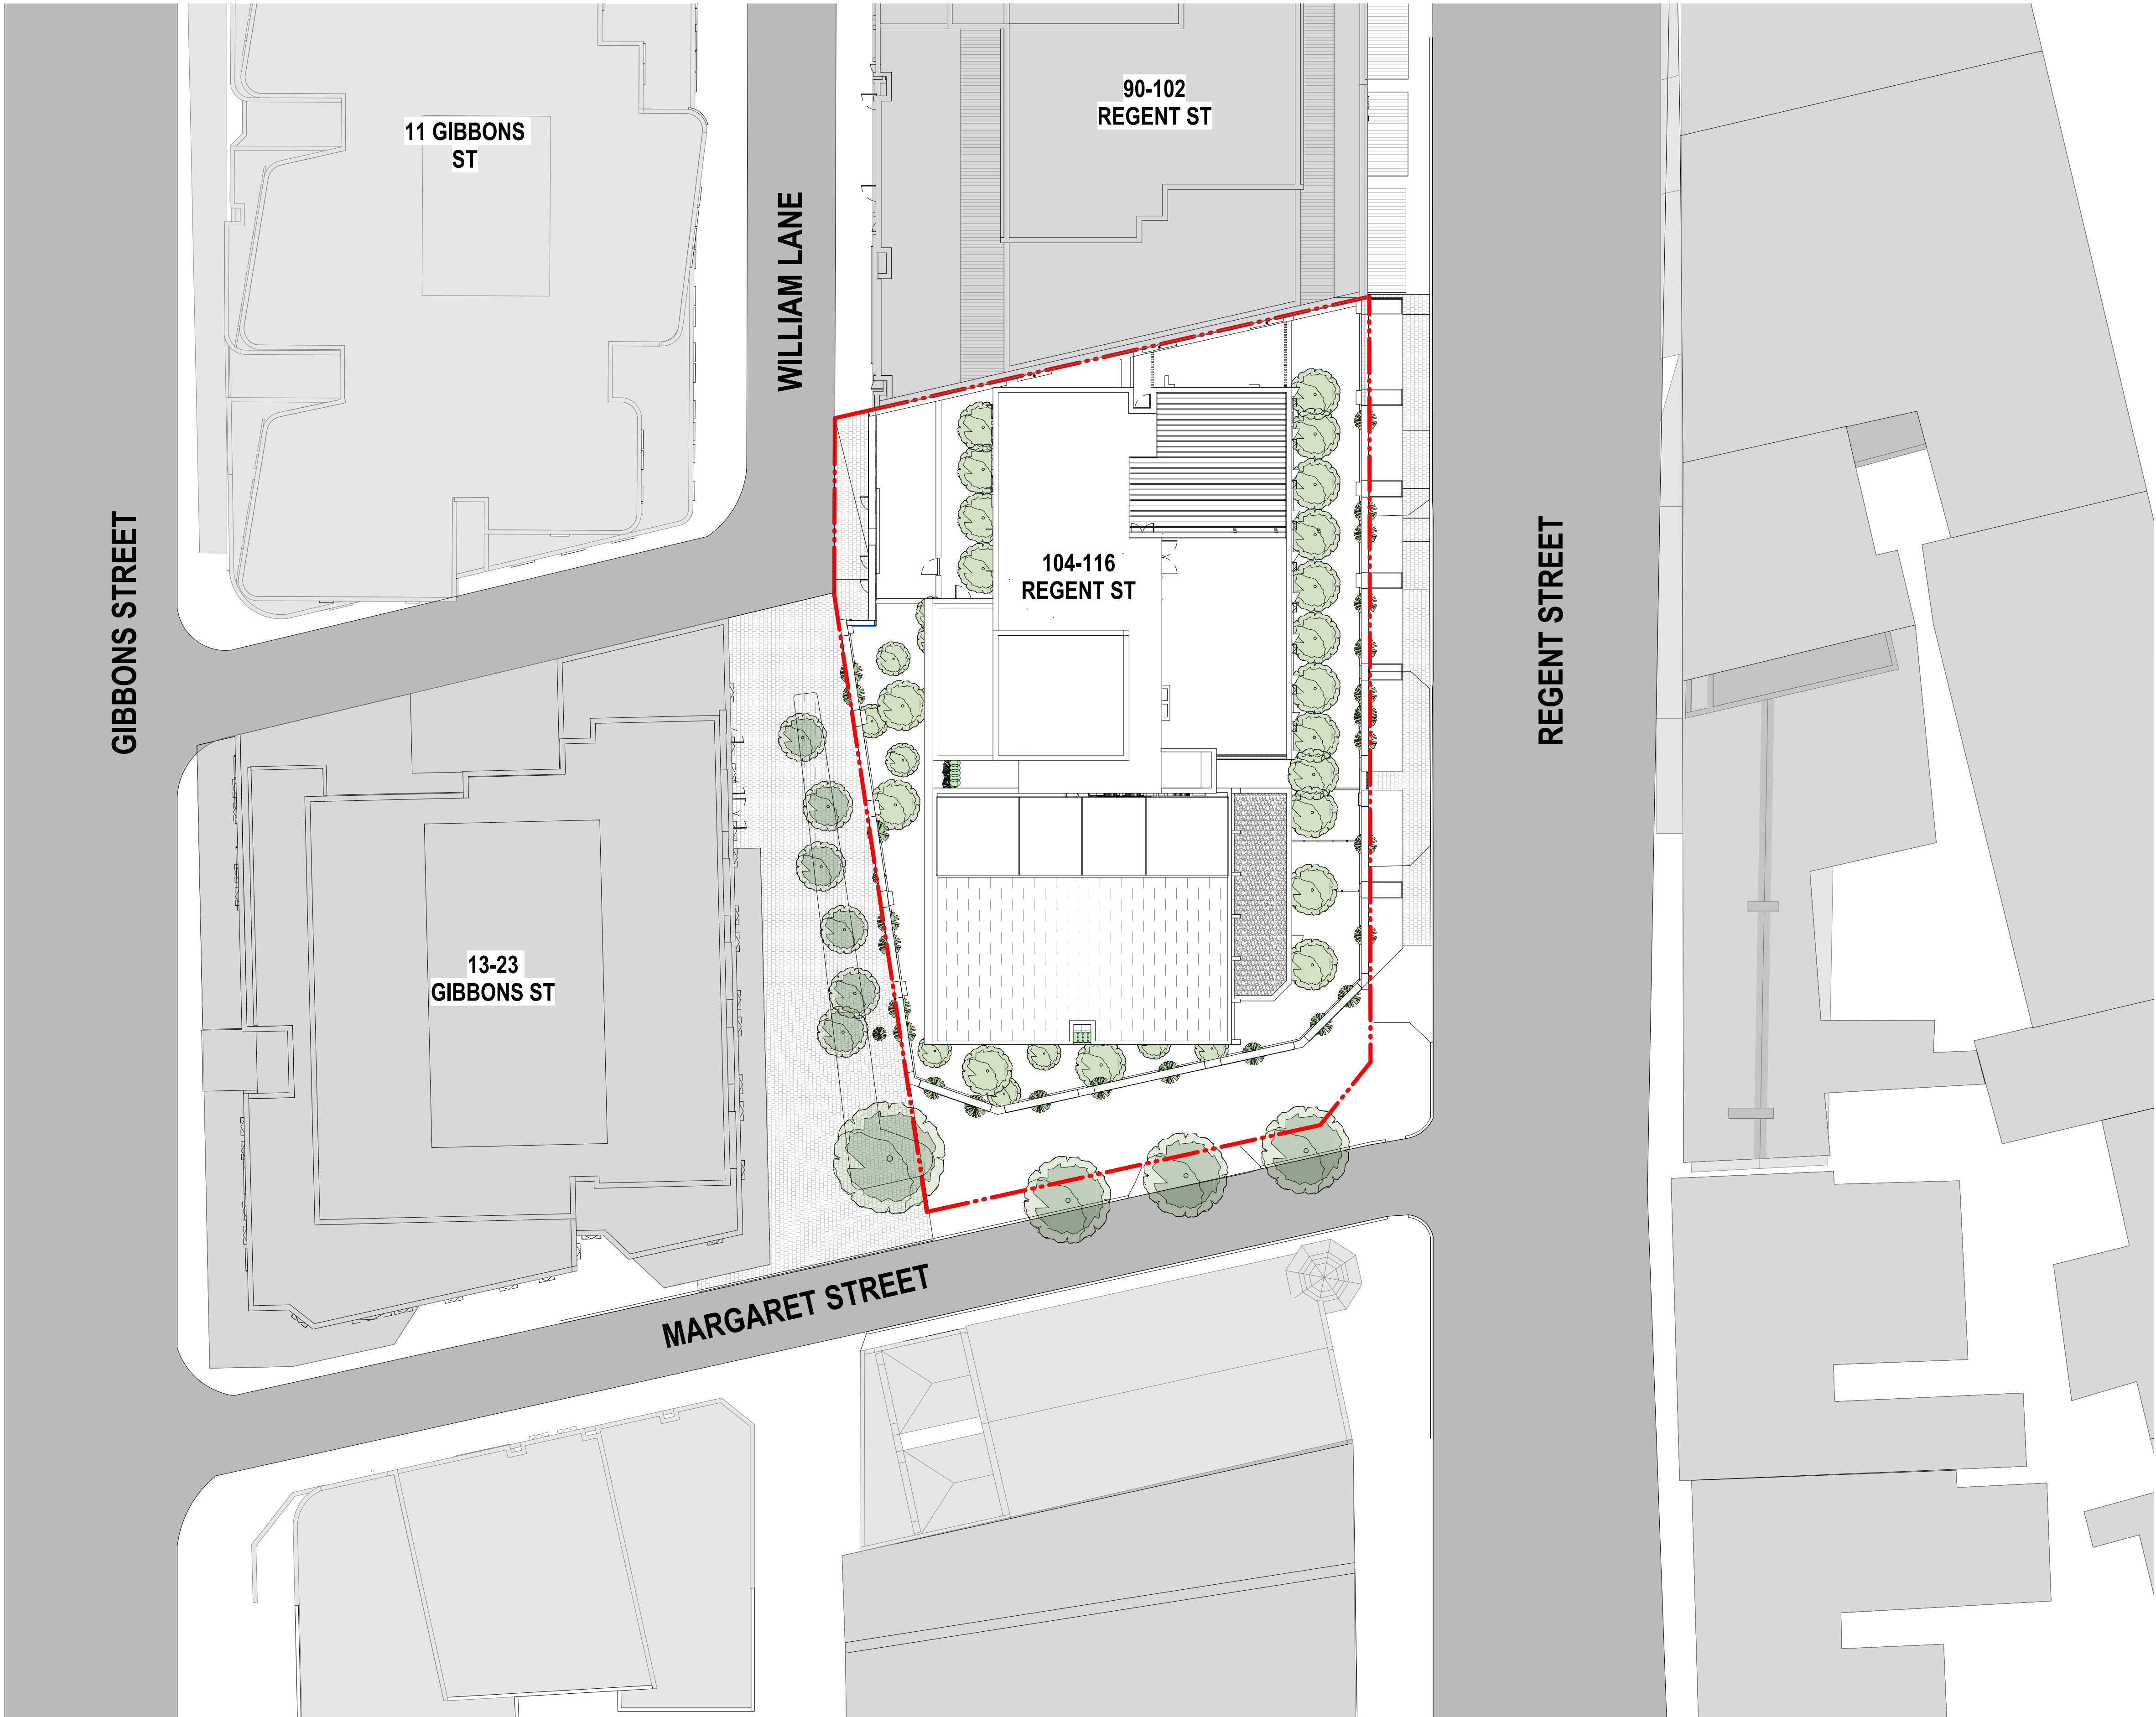 90-102
REGENT ST
11 GIBBONS
ST
WILLIAM LANE
GIBBONS STREET
104-116
REGENT ST
REGENT STREET
13-23
GIBBONS ST
MARGARET STREET